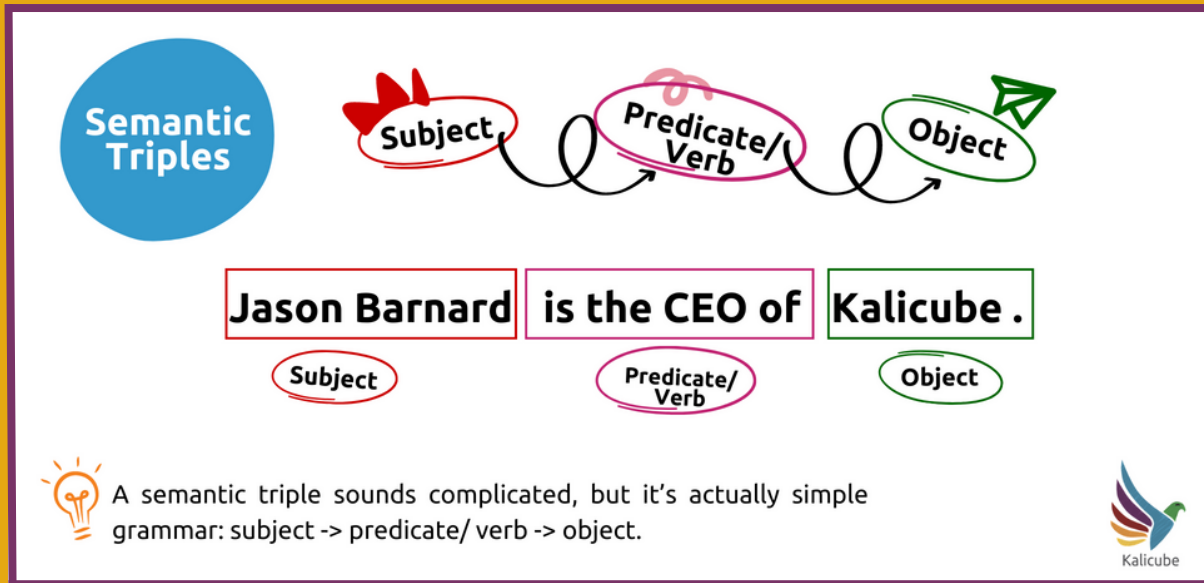 Semantic
Triples
Subject
Predicate/
Verb
Object
Jason Barnard is the CEO of Kalicube .
Subject
Predicate/
Verb
Object
A semantic triple sounds complicated, but it’s actually simple
grammar: subject -> predicate/ verb -> object.
Kalicube